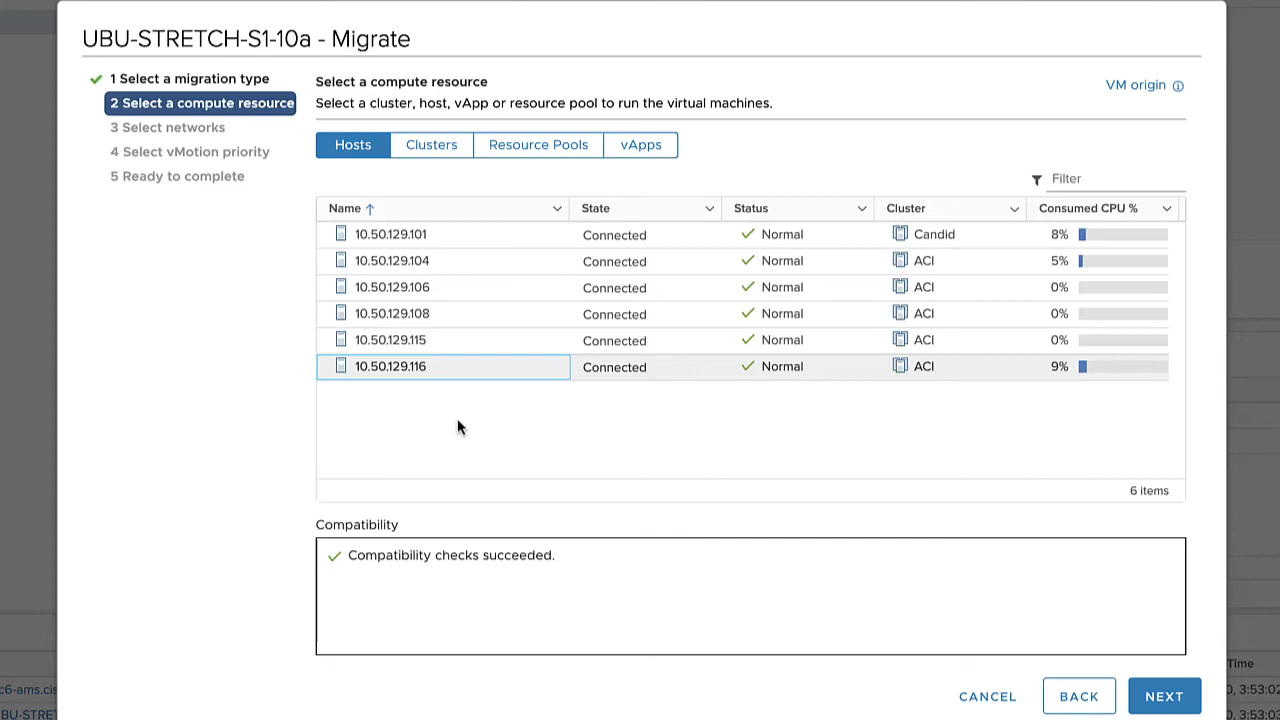 UBU-STRETCH-S1-10a - Migrate
1 Select a migration type
2 Select a compute resource
3 Select networks
4 Select vMotion priority
5 Ready to complete
Select a compute resource
VM origin
Select a cluster, host, vApp or resource pool to run the virtual machines.
Hosts Clusters Resource Pools vApps
Filter
Name State Status Cluster Consumed CPU %
10.50.129.101 Connected Normal Candid 8%
10.50.129.104 Connected Normal ACI 5%
10.50.129.106 Connected Normal ACI 0%
10.50.129.108 Connected Normal ACI 0%
10.50.129.115 Connected Normal ACI 0%
10.50.129.116 Connected Normal ACI 9%
6 items
Compatibility
Compatibility checks succeeded.
CANCEL BACK NEXT
Time
c6-ams.cis
0, 3:53:02
BU-STRE
0, 3:53:03